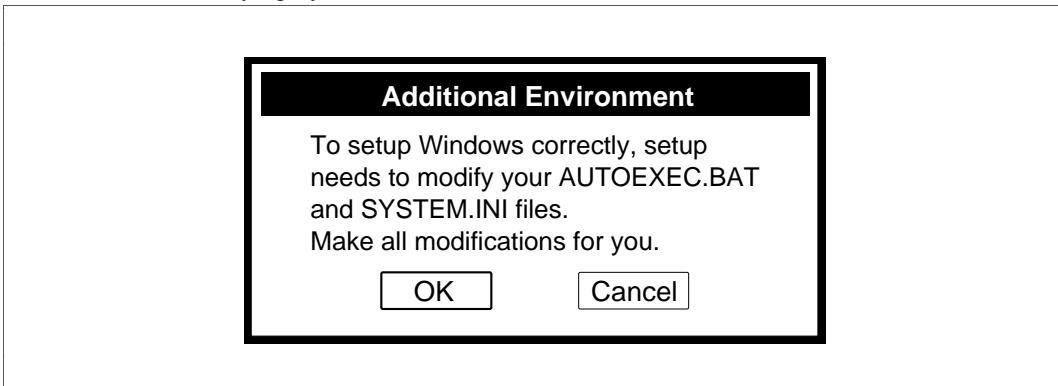 Additional Environment
To setup Windows correctly, setup
needs to modify your AUTOEXEC.BAT
and SYSTEM.INI files.
Make all modifications for you.
OK Cancel